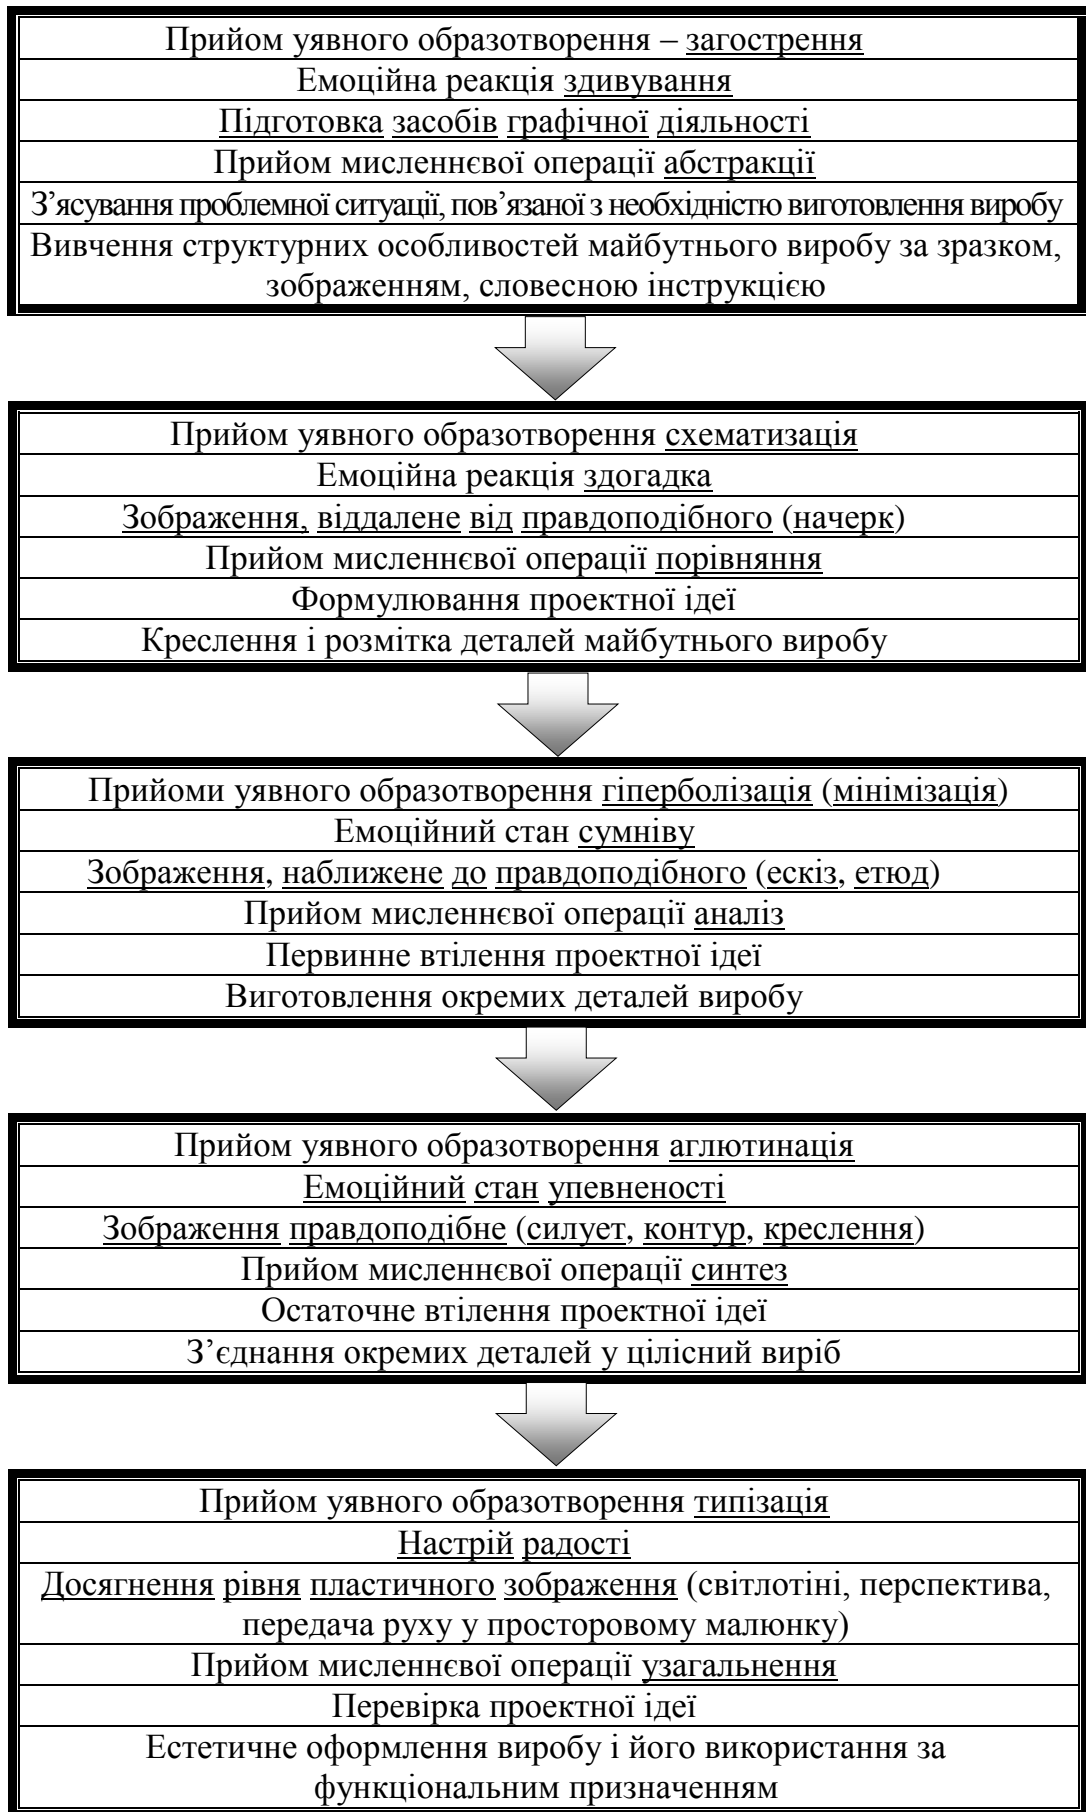 Прийом уявного образотворення – загострення
Емоційна реакція здивування
Підготовка засобів графічної діяльності
Прийом мисленнєвої операції абстракції
З’ясування проблемної ситуації, пов’язаної з необхідністю виготовлення виробу
Вивчення структурних особливостей майбутнього виробу за зразком,
зображенням, словесною інструкцією
Прийом уявного образотворення схематизація
Емоційна реакція здогадка
Зображення, віддалене від правдоподібного (начерк)
Прийом мисленнєвої операції порівняння
Формулювання проектної ідеї
Креслення і розмітка деталей майбутнього виробу
Прийоми уявного образотворення гіперболізація (мінімізація)
Емоційний стан сумніву
Зображення, наближене до правдоподібного (ескіз, етюд)
Прийом мисленнєвої операції аналіз
Первинне втілення проектної ідеї
Виготовлення окремих деталей виробу
Прийом уявного образотворення аглютинація
Емоційний стан упевненості
Зображення правдоподібне (силует, контур, креслення)
Прийом мисленнєвої операції синтез
Остаточне втілення проектної ідеї
З’єднання окремих деталей у цілісний виріб
Прийом уявного образотворення типізація
Настрій радості
Досягнення рівня пластичного зображення (світлотіні, перспектива,
передача руху у просторовому малюнку)
Прийом мисленнєвої операції узагальнення
Перевірка проектної ідеї
Естетичне оформлення виробу і його використання за
функціональним призначенням